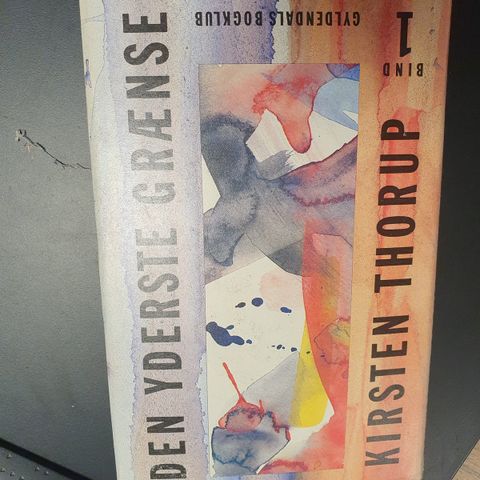 DEN YDERSTE GRÆNSE
GYLDENDALS BOGKLUB
BIND
1
KIRSTEN THORUP